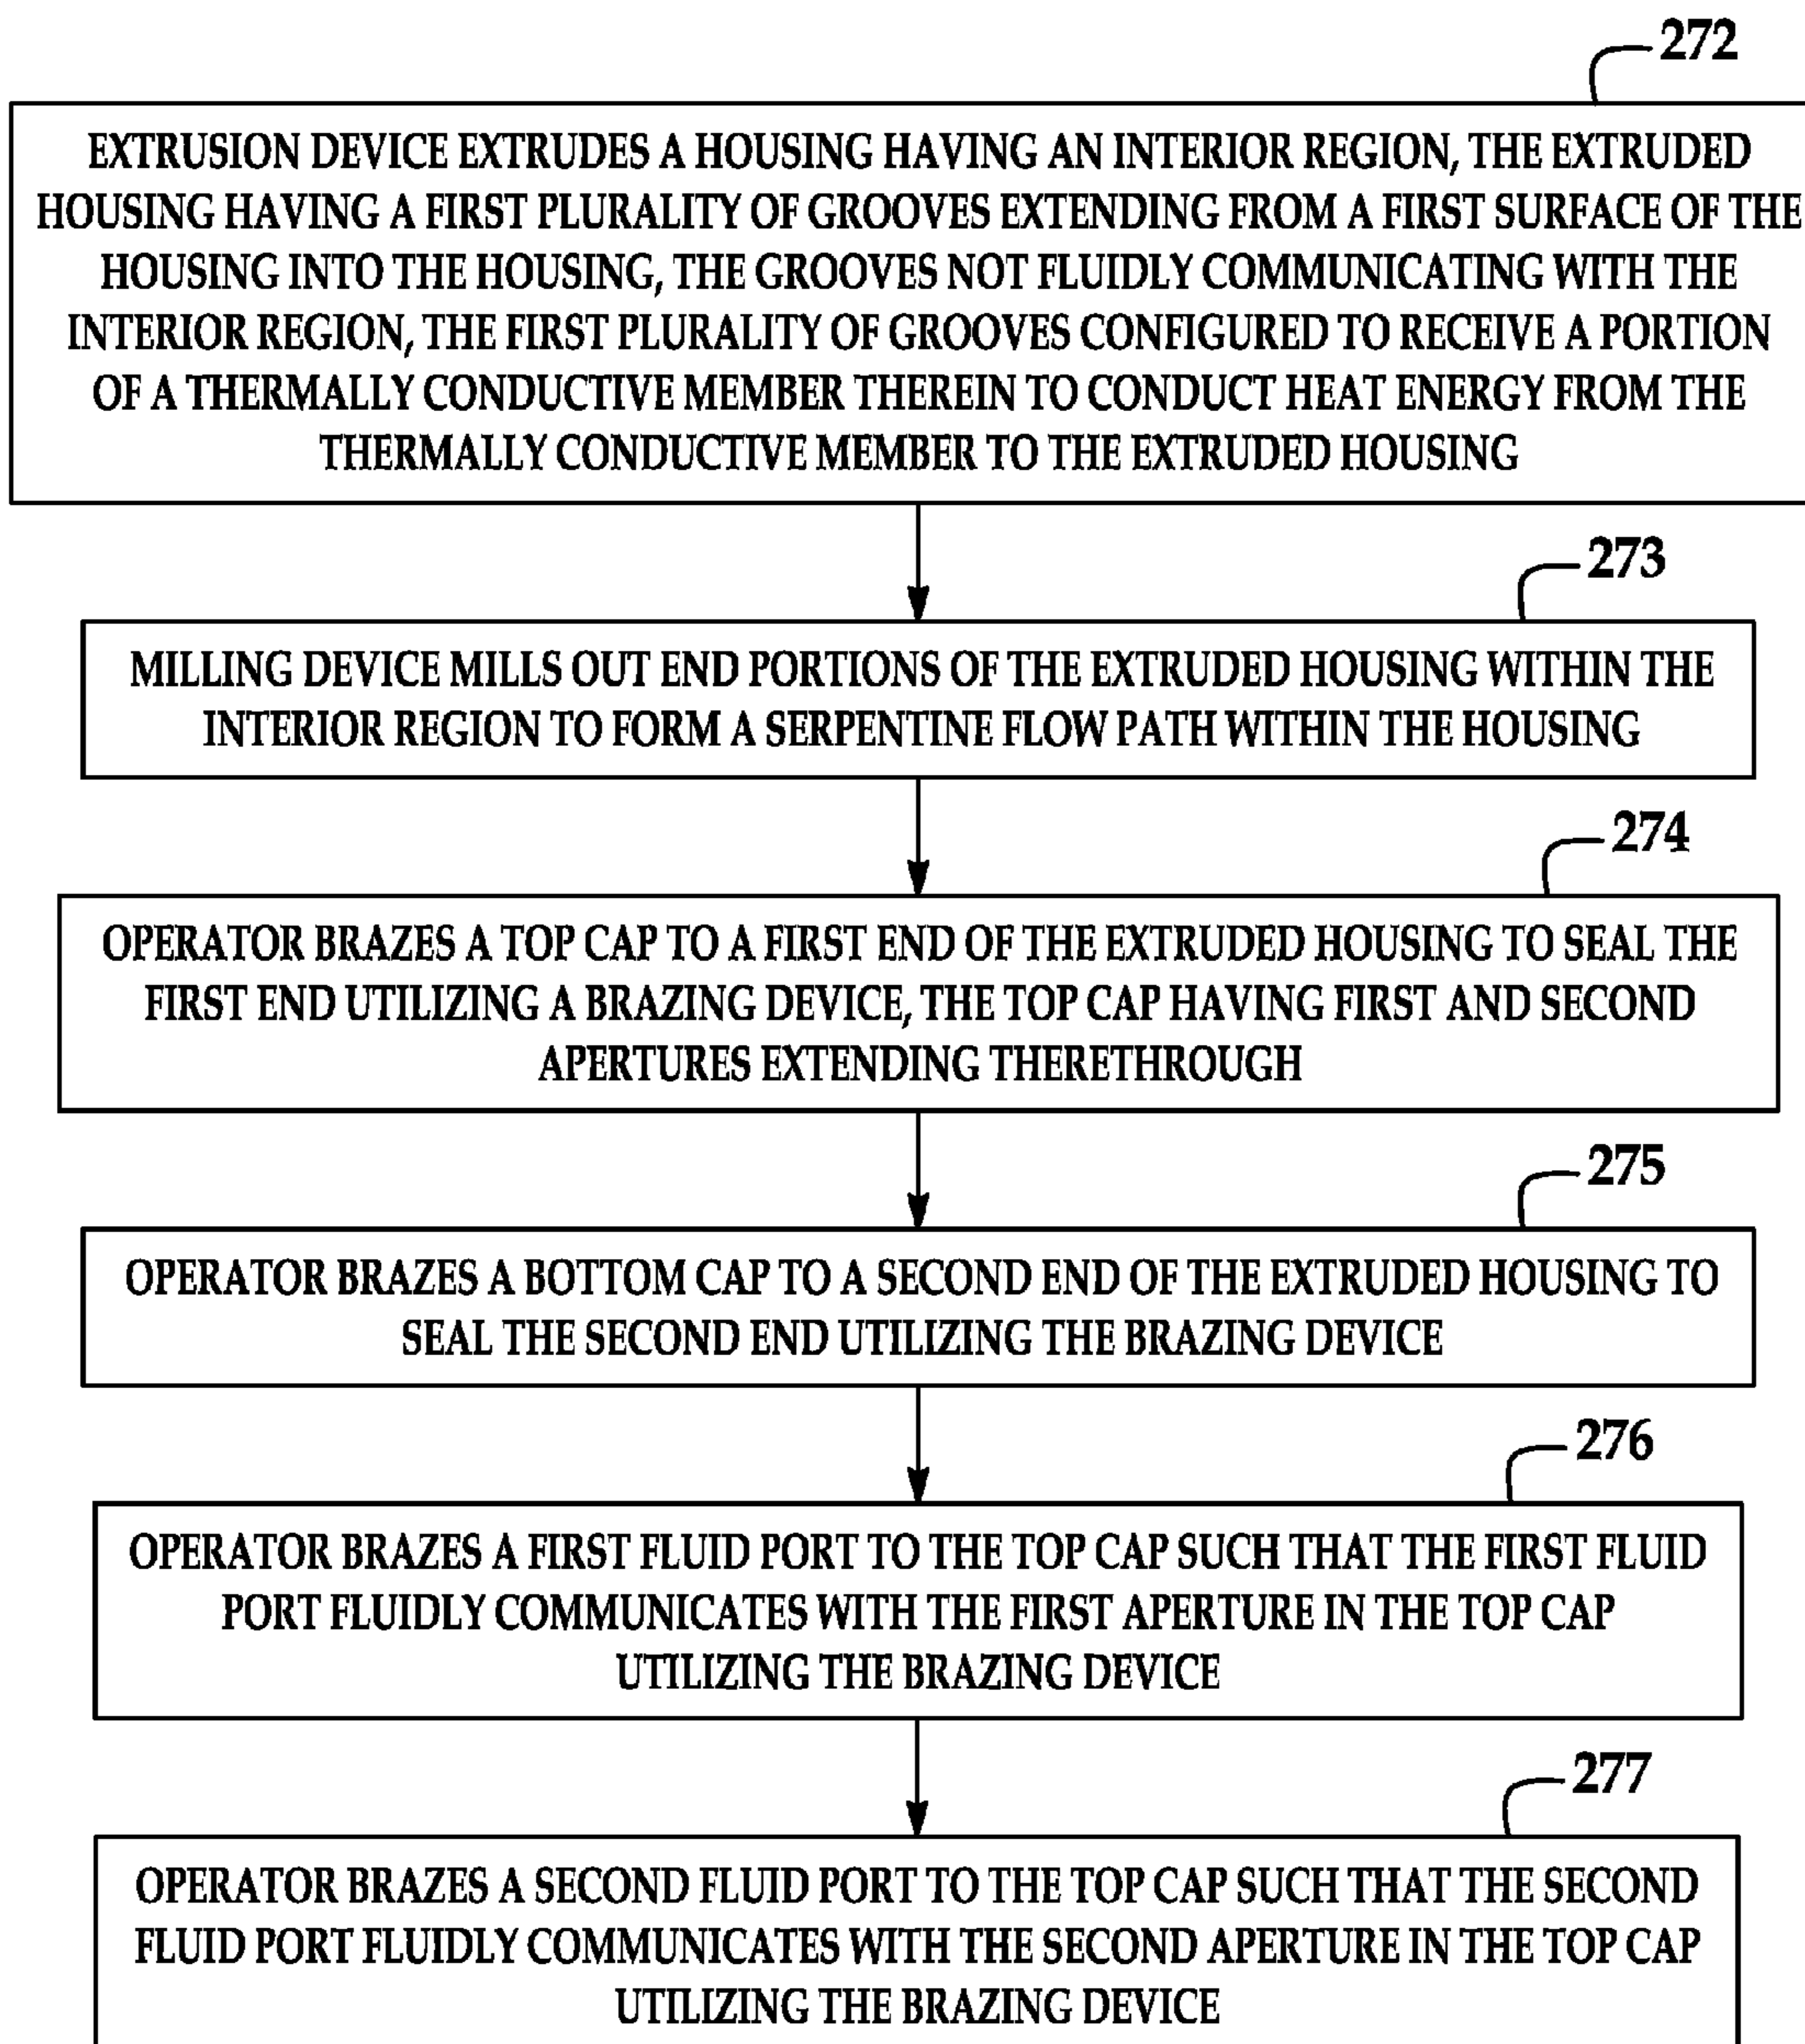 272
EXTRUSION DEVICE EXTRUDES A HOUSING HAVING AN INTERIOR REGION, THE EXTRUDED
HOUSING HAVING A FIRST PLURALITY OF GROOVES EXTENDING FROM A FIRST SURFACE OF THE
HOUSING INTO THE HOUSING, THE GROOVES NOT FLUIDLY COMMUNICATING WITH THE
INTERIOR REGION, THE FIRST PLURALITY OF GROOVES CONFIGURED TO RECEIVE A PORTION
OF A THERMALLY CONDUCTIVE MEMBER THEREIN TO CONDUCT HEAT ENERGY FROM THE
THERMALLY CONDUCTIVE MEMBER TO THE EXTRUDED HOUSING
273
MILLING DEVICE MILLS OUT END PORTIONS OF THE EXTRUDED HOUSING WITHIN THE
INTERIOR REGION TO FORM A SERPENTINE FLOW PATH WITHIN THE HOUSING
274
OPERATOR BRAZES A TOP CAP TO A FIRST END OF THE EXTRUDED HOUSING TO SEAL THE
FIRST END UTILIZING A BRAZING DEVICE, THE TOP CAP HAVING FIRST AND SECOND
APERTURES EXTENDING THERETHROUGH
275
OPERATOR BRAZES A BOTTOM CAP TO A SECOND END OF THE EXTRUDED HOUSING TO
SEAL THE SECOND END UTILIZING THE BRAZING DEVICE
276
OPERATOR BRAZES A FIRST FLUID PORT TO THE TOP CAP SUCH THAT THE FIRST FLUID
PORT FLUIDLY COMMUNICATES WITH THE FIRST APERTURE IN THE TOP CAP
UTILIZING THE BRAZING DEVICE
277
OPERATOR BRAZES A SECOND FLUID PORT TO THE TOP CAP SUCH THAT THE SECOND
FLUID PORT FLUIDLY COMMUNICATES WITH THE SECOND APERTURE IN THE TOP CAP
UTILIZING THE BRAZING DEVICE